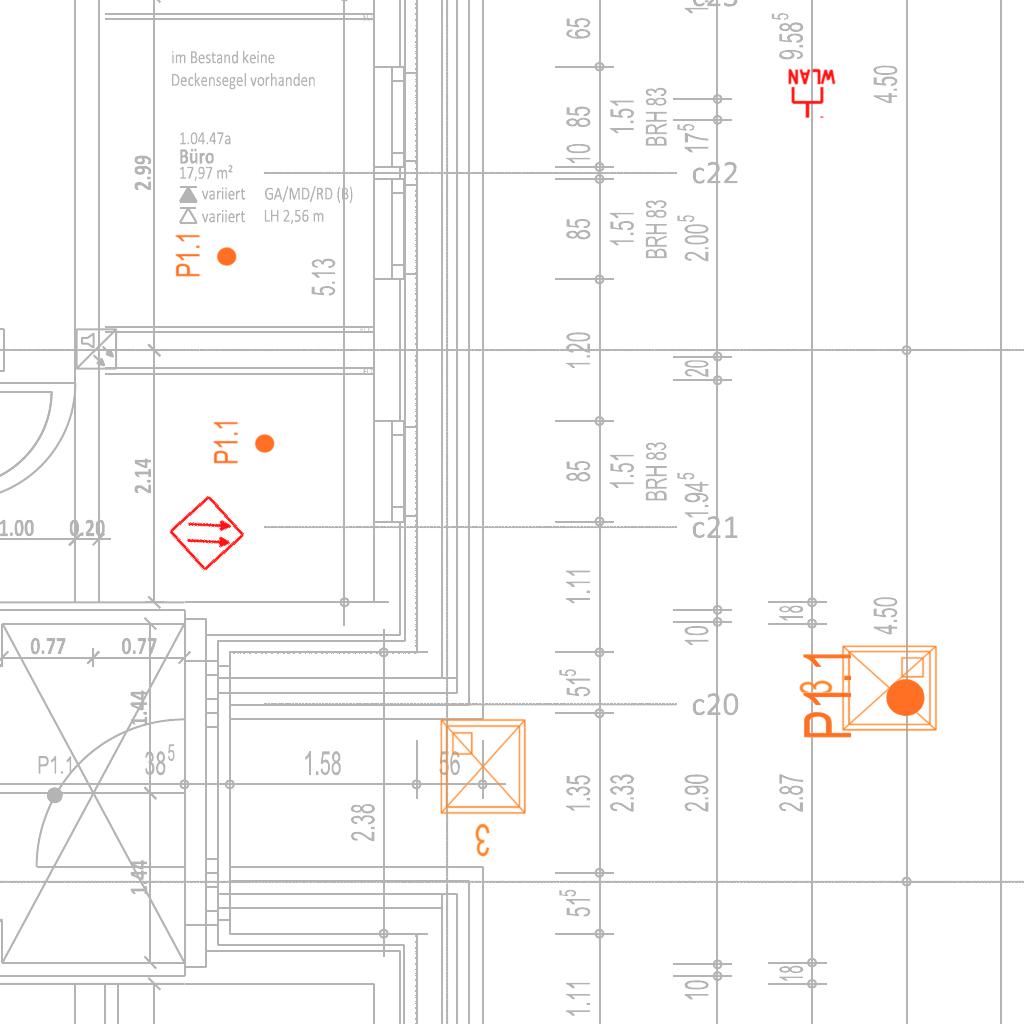 im Bestand keine
Deckensegel vorhanden
1.04.47a
Büro
17,97 m²
variiert GA/MD/RD (B)
variiert LH 2,56 m
2.99
P1.1
5.13
P1.1
2.14
1.00
0.20
0.77
0.77
1.44
1.44
P1.1
38⁵
1.58
56
2.38
3
65
85
10
85
1.20
85
1.11
51⁵
1.35
51⁵
1.11
1.51
BRH 83
1.51
BRH 83
1.51
BRH 83
2.33
c23
17⁵
c22
2.00⁵
20
1.94⁵
c21
10
c20
2.90
10
9.58⁵
WLAN
4.50
18
4.50
P1.1
3
2.87
18